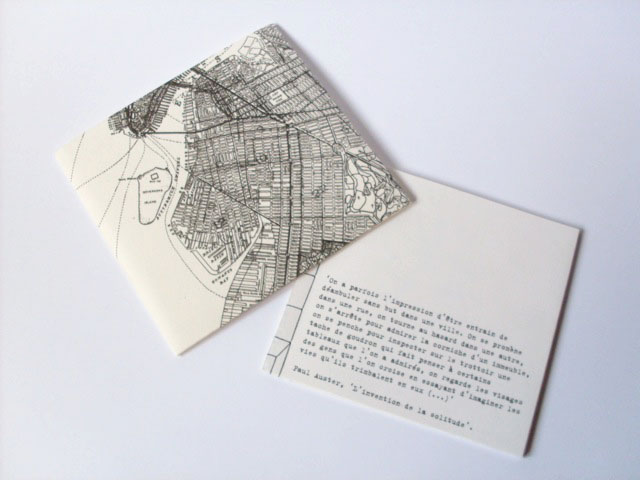 'On a parfois l'impression d'être entrain de
déambuler sans but dans une ville. On se promène
dans une rue, on tourne au hasard dans une autre,
on s'arrête pour admirer la corniche d'un immeuble,
on se penche pour inspecter sur le trottoir une
tache de goudron qui fait penser à certains
tableaux que l'on a admirés, on regarde les visages
des gens que l'on croise en essayant d'imaginer les
vies qu'ils trimbalent en eux (...)'
Paul Auster, 'L'invention de la solitude'.